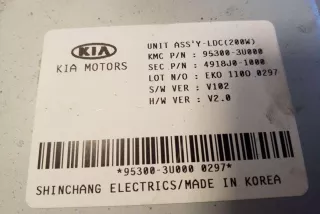 KIA
KIA MOTORS
UNIT ASS'Y-LDC(200W)
KMC P/N : 95300-3U000
SEC P/N : 4918J0-1000
LOT N/O : EKO 110O 0297
S/W VER : V102
H/W VER : V2.0
*95300-3U000 0297*
SHINCHANG ELECTRICS/MADE IN KOREA